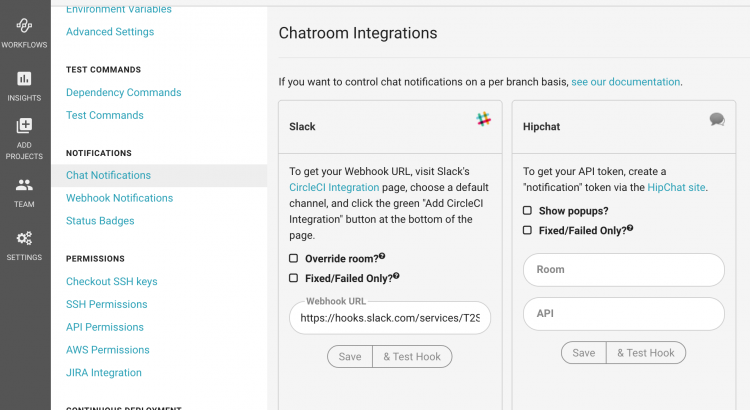 WORKFLOWS
INSIGHTS
ADD
PROJECTS
TEAM
SETTINGS
Environment Variables
Advanced Settings
TEST COMMANDS
Dependency Commands
Test Commands
NOTIFICATIONS
Chat Notifications
Webhook Notifications
Status Badges
PERMISSIONS
Checkout SSH keys
SSH Permissions
API Permissions
AWS Permissions
JIRA Integration
CONTINUOUS DEPLOYMENT
Chatroom Integrations
If you want to control chat notifications on a per branch basis, see our documentation.
Slack
To get your Webhook URL, visit Slack's
CircleCI Integration page, choose a default
channel, and click the green "Add CircleCI
Integration" button at the bottom of the
page.
Override room??
Fixed/Failed Only??
Webhook URL
https://hooks.slack.com/services/T2S
Save & Test Hook
Hipchat
To get your API token, create a
"notification" token via the HipChat site.
Show popups?
Fixed/Failed Only??
Room
API
Save & Test Hook